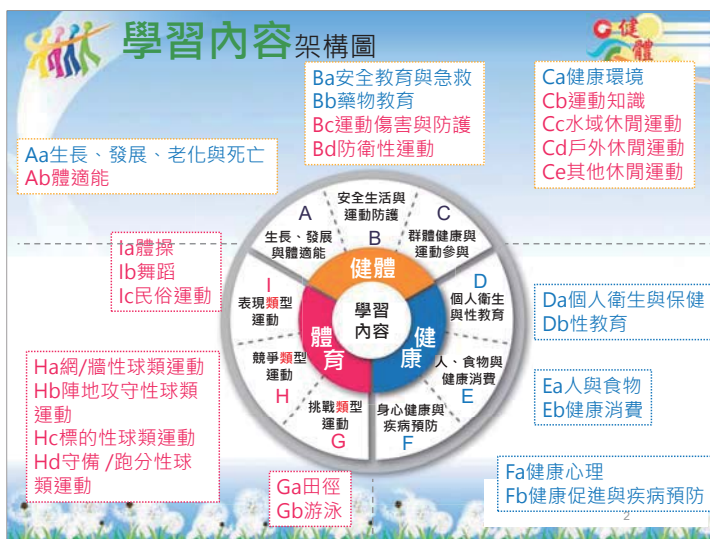 學習內容架構圖
健
體
Ba安全教育與急救
Bb藥物教育
Bc運動傷害與防護
Bd防衛性運動
Ca健康環境
Cb運動知識
Cc水域休閒運動
Cd戶外休閒運動
Ce其他休閒運動
Aa生長、發展、老化與死亡
Ab體適能
A
生長、發展
與體適能
安全生活與
運動防護
B
C
群體健康與
運動參與
健體
Ia體操
Ib舞蹈
Ic民俗運動
I
表現類型
運動
學習
內容
D
個人衛生
與性教育
Da個人衛生與保健
Db性教育
體育
健康
競爭類型
運動
H
人、食物與
健康消費
E
Ha網/牆性球類運動
Hb陣地攻守性球類
運動
Hc標的性球類運動
Hd守備 /跑分性球
類運動
Ea人與食物
Eb健康消費
挑戰類型
運動
G
身心健康與
疾病預防
F
Ga田徑
Gb游泳
Fa健康心理
Fb健康促進與疾病預防
2